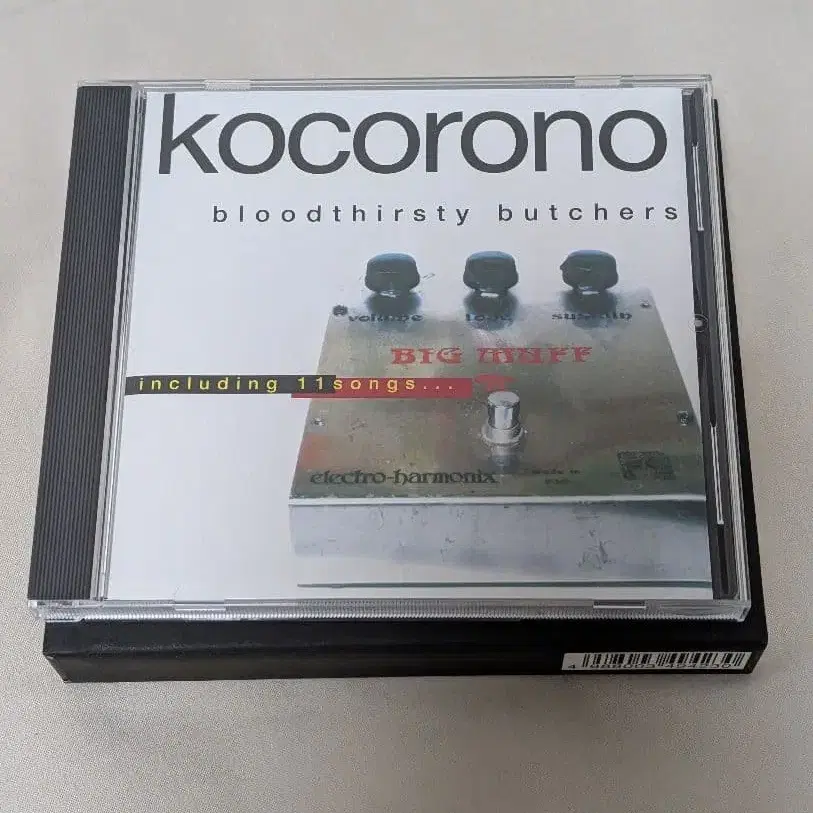 kocorono
bloodthirsty butchers
volume tone sustain
BIG MUFF
including 11songs...
electro-harmonix